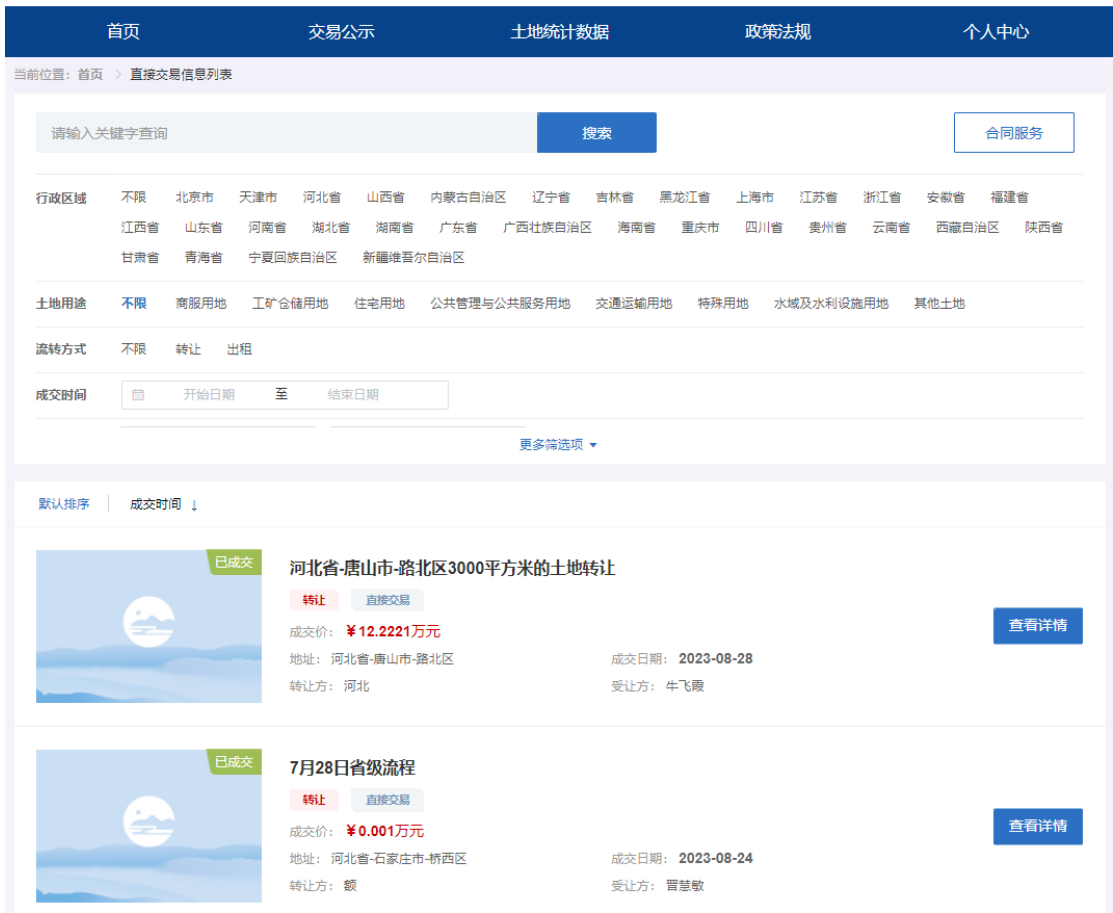 首页 交易公示 土地统计数据 政策法规 个人中心
当前位置: 首页 > 直接交易信息列表
请输入关键字查询 搜索 合同服务
行政区域 不限 北京市 天津市 河北省 山西省 内蒙古自治区 辽宁省 吉林省 黑龙江省 上海市 江苏省 浙江省 安徽省 福建省
江西省 山东省 河南省 湖北省 湖南省 广东省 广西壮族自治区 海南省 重庆市 四川省 贵州省 云南省 西藏自治区 陕西省
甘肃省 青海省 宁夏回族自治区 新疆维吾尔自治区
土地用途 不限 商服用地 工矿仓储用地 住宅用地 公共管理与公共服务用地 交通运输用地 特殊用地 水域及水利设施用地 其他土地
流转方式 不限 转让 出租
成交时间 开始日期 至 结束日期
更多筛选项
默认排序 成交时间 ↓
已成交
河北省-唐山市-路北区3000平方米的土地转让
转让 直接交易
成交价: ¥12.2221万元
查看详情
地址: 河北省-唐山市-路北区 成交日期: 2023-08-28
转让方: 河北 受让方: 牛飞霞
已成交
7月28日省级流程
转让 直接交易
成交价: ¥0.001万元
查看详情
地址: 河北省-石家庄市-桥西区 成交日期: 2023-08-24
转让方: 额 受让方: 晋慧敏